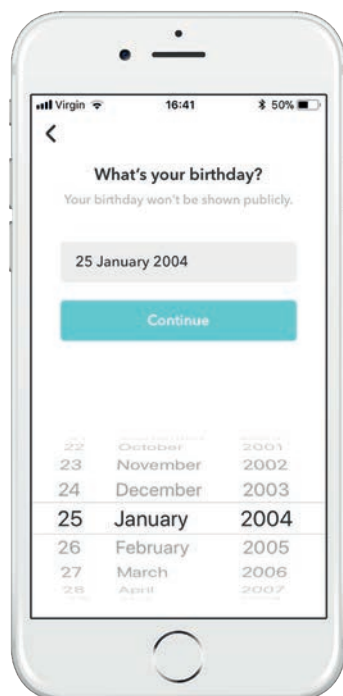 Virgin 16:41 50%
What's your birthday?
Your birthday won't be shown publicly.
25 January 2004
Continue
22 October 2001
23 November 2002
24 December 2003
25 January 2004
26 February 2005
27 March 2006
28 April 2007